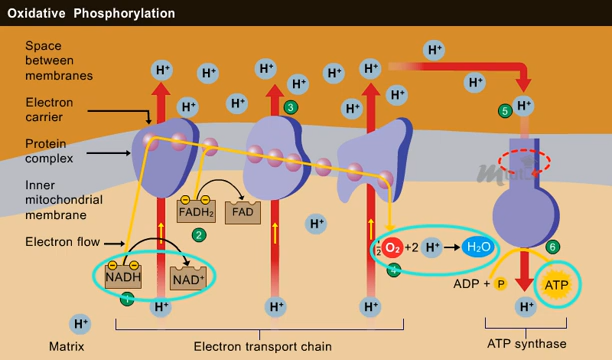 Oxidative Phosphorylation
Space
between
membranes
Electron
carrier
Protein
complex
Inner
mitochondrial
membrane
Electron flow
Matrix
H⁺
H⁺
H⁺
H⁺
H⁺
H⁺
H⁺
H⁺
H⁺
H⁺
H⁺
3
5
FADH₂
FAD
2
NADH
NAD⁺
1
H⁺
½ O₂ +2 H⁺ H₂O
4
6
ADP + P
ATP
H⁺
H⁺
H⁺
H⁺
H⁺
Electron transport chain
ATP synthase